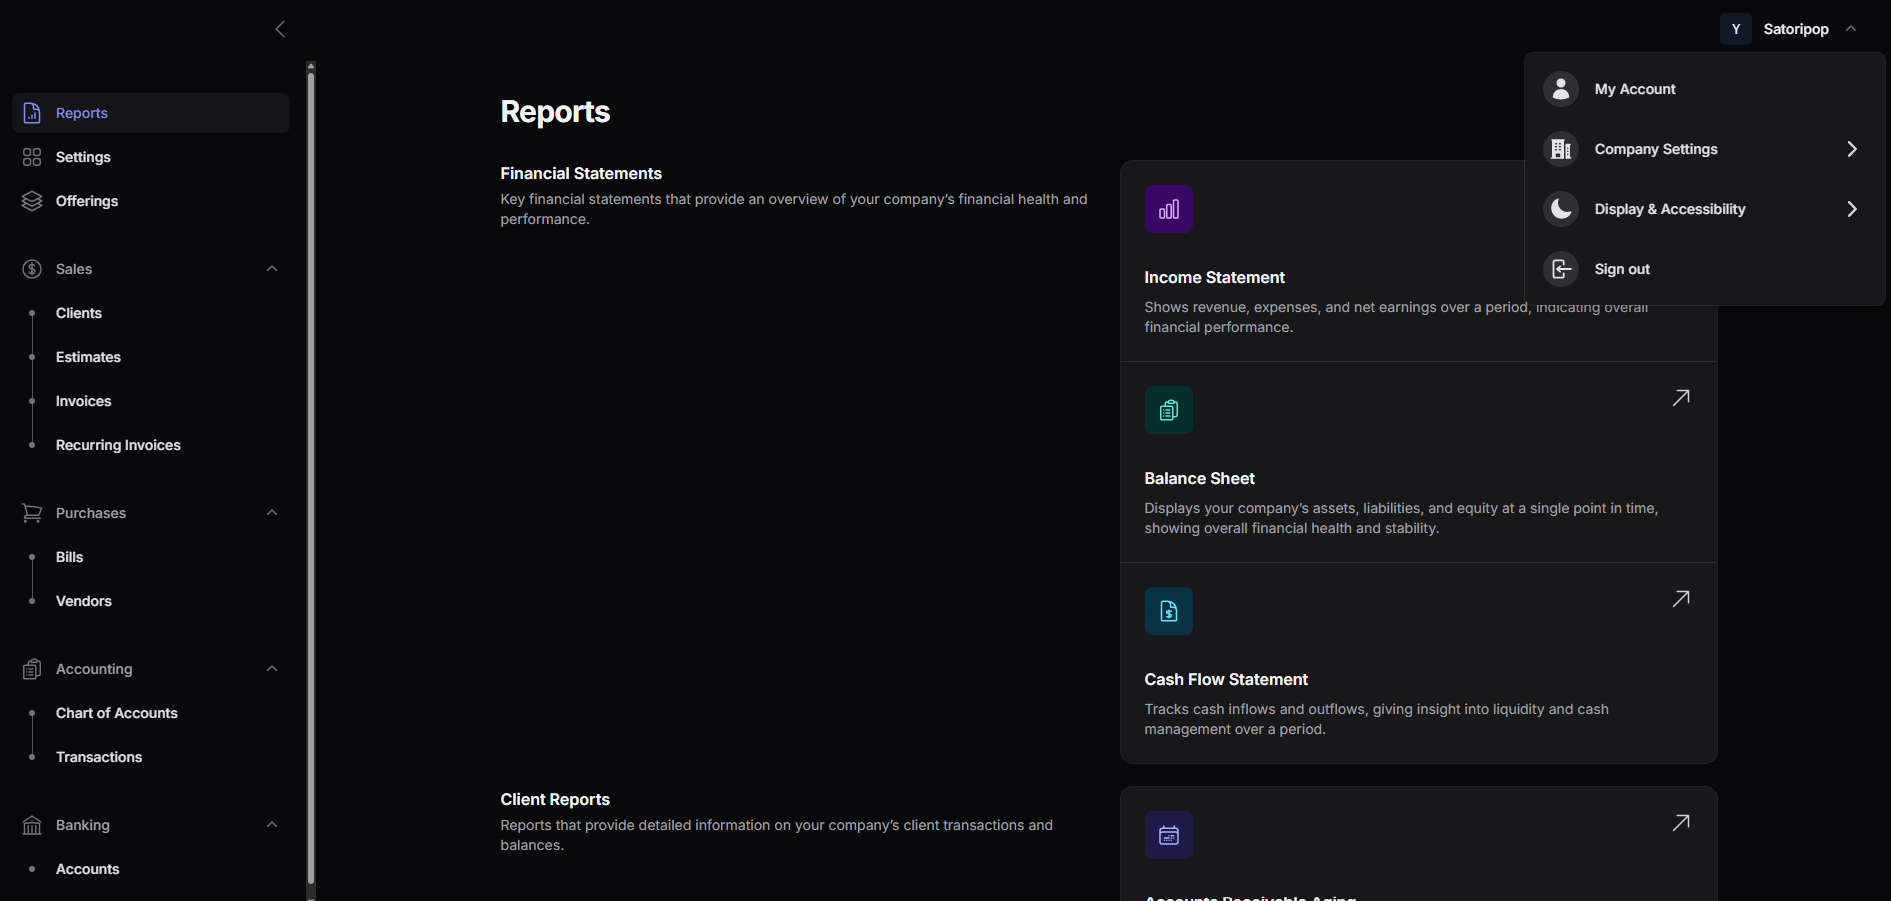 Y Satoripop
My Account
Company Settings
Display & Accessibility
Sign out
Reports
Settings
Offerings
Sales
Clients
Estimates
Invoices
Recurring Invoices
Purchases
Bills
Vendors
Accounting
Chart of Accounts
Transactions
Banking
Accounts
Reports
Financial Statements
Key financial statements that provide an overview of your company's financial health and
performance.
Income Statement
Shows revenue, expenses, and net earnings over a period, indicating overall
financial performance.
Balance Sheet
Displays your company's assets, liabilities, and equity at a single point in time,
showing overall financial health and stability.
Cash Flow Statement
Tracks cash inflows and outflows, giving insight into liquidity and cash
management over a period.
Client Reports
Reports that provide detailed information on your company's client transactions and
balances.
Accounts Receivable Aging